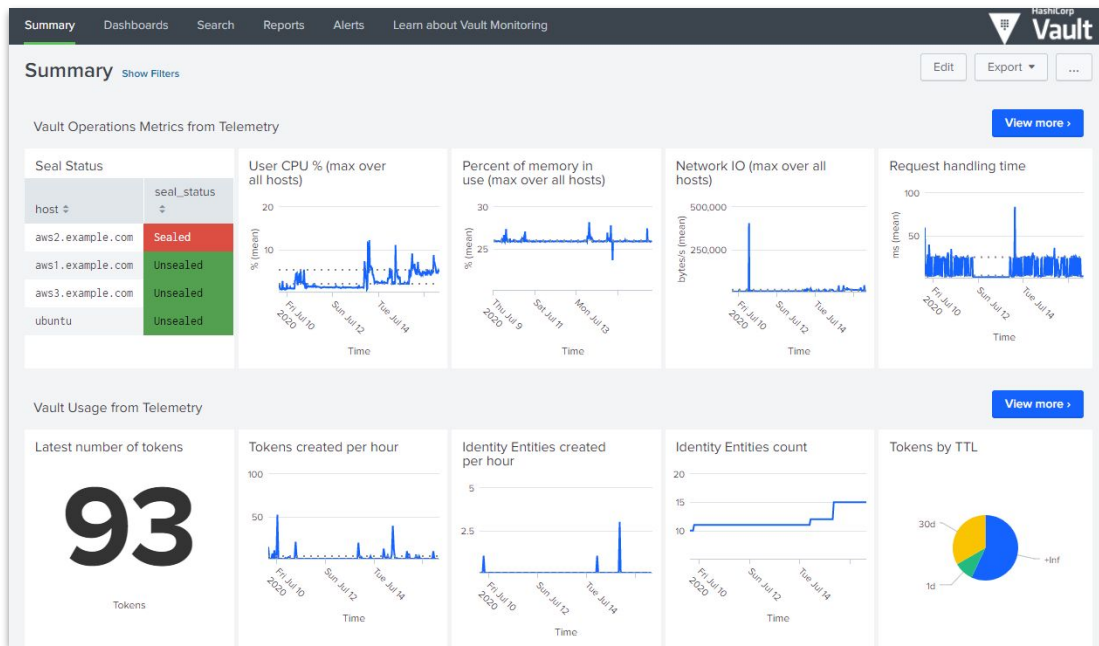 Summary Dashboards Search Reports Alerts Learn about Vault Monitoring
HashiCorp
Vault
Summary Show Filters
Edit Export ...
Vault Operations Metrics from Telemetry
View more ›
Seal Status
host seal_status
aws2.example.com Sealed
aws1.example.com Unsealed
aws3.example.com Unsealed
ubuntu Unsealed
User CPU % (max over
all hosts)
% (mean)
20
10
Fri Jul 10
2020
Sun Jul 12
Tue Jul 14
Time
Percent of memory in
use (max over all hosts)
% (mean)
30
25
Thu Jul 9
2020
Sat Jul 11
Mon Jul 13
Time
Network IO (max over all
hosts)
bytes/s (mean)
500,000
250,000
Fri Jul 10
2020
Sun Jul 12
Tue Jul 14
Time
Request handling time
ms (mean)
100
50
Fri Jul 10
2020
Sun Jul 12
Tue Jul 14
Time
Vault Usage from Telemetry
View more ›
Latest number of tokens
93
Tokens
Tokens created per hour
100
50
Fri Jul 10
2020
Sun Jul 12
Tue Jul 14
Time
Identity Entities created
per hour
5
2.5
Fri Jul 10
2020
Sun Jul 12
Tue Jul 14
Time
Identity Entities count
20
15
10
Fri Jul 10
2020
Sun Jul 12
Tue Jul 14
Time
Tokens by TTL
30d
1d
+Inf